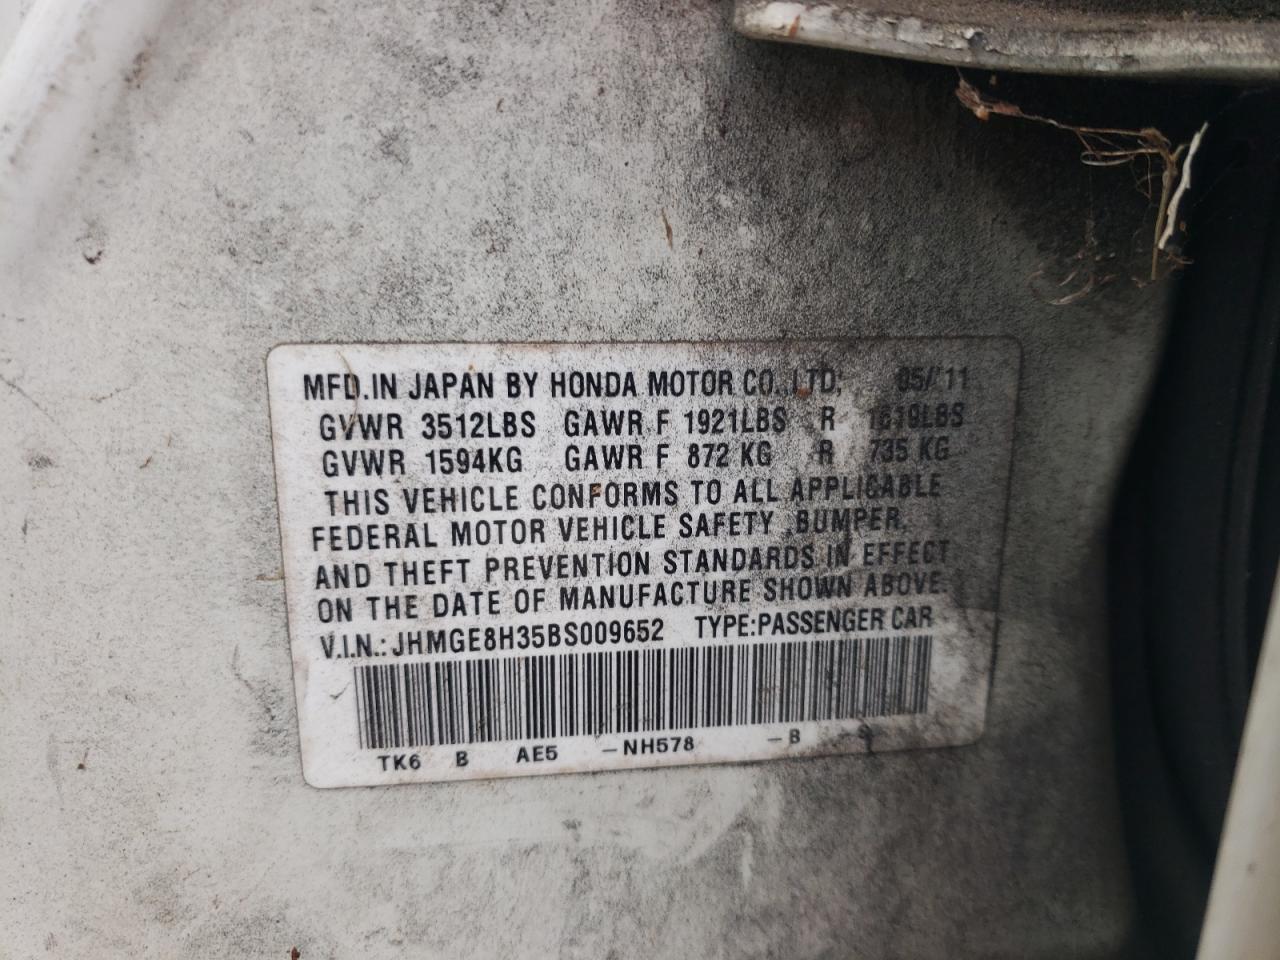 MFD.IN JAPAN BY HONDA MOTOR CO.,LTD; 05/'11
GVWR 3512LBS GAWR F 1921LBS R 1619LBS
GVWR 1594KG GAWR F 872 KG R 735 KG
THIS VEHICLE CONFORMS TO ALL APPLICABLE
FEDERAL MOTOR VEHICLE SAFETY ,BUMPER,
AND THEFT PREVENTION STANDARDS IN EFFECT
ON THE DATE OF MANUFACTURE SHOWN ABOVE.
V.I.N.: JHMGE8H35BS009652 TYPE:PASSENGER CAR
TK6 B AE5 -NH578 -B